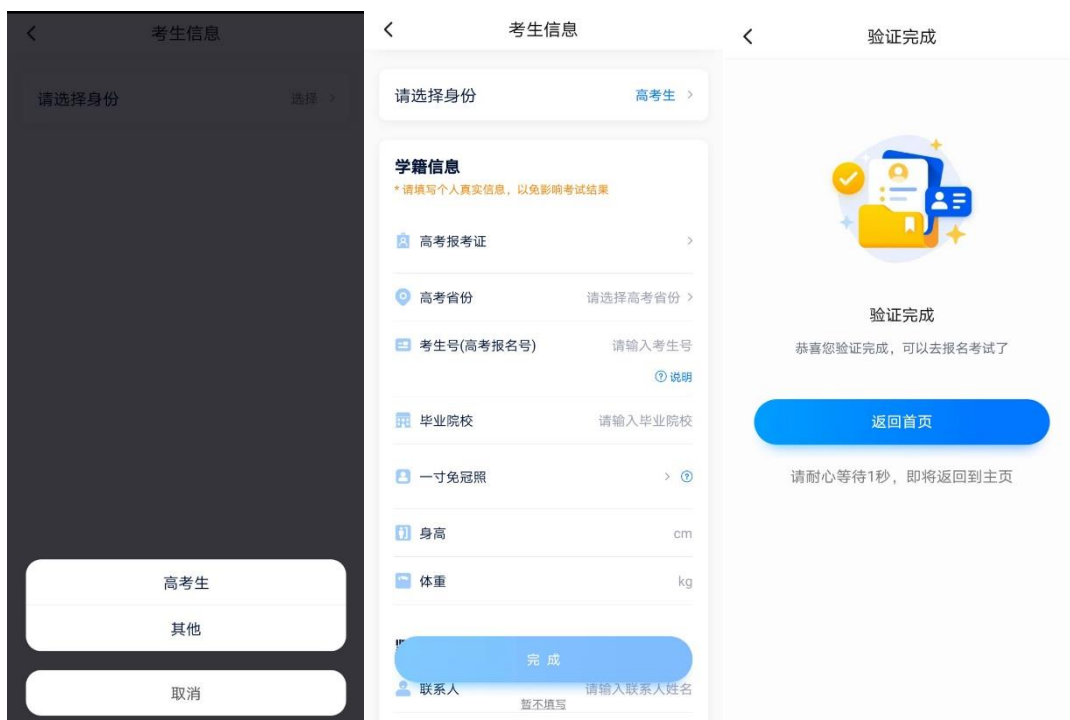 考生信息
请选择身份 选择
高考生
其他
取消
考生信息
请选择身份 高考生
学籍信息
*请填写个人真实信息，以免影响考试结果
高考报考证
高考省份 请选择高考省份
考生号(高考报名号) 请输入考生号
说明
毕业院校 请输入毕业院校
一寸免冠照
身高 cm
体重 kg
完成
联系人 请输入联系人姓名
暂不填写
验证完成
验证完成
恭喜您验证完成，可以去报名考试了
返回首页
请耐心等待1秒，即将返回到主页